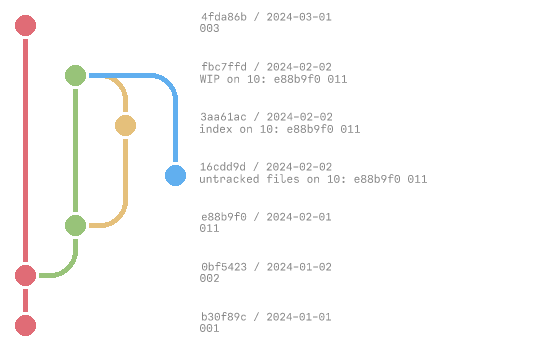 4fda86b / 2024-03-01
003
fbc7ffd / 2024-02-02
WIP on 10: e88b9f0 011
3aa61ac / 2024-02-02
index on 10: e88b9f0 011
16cdd9d / 2024-02-02
untracked files on 10: e88b9f0 011
e88b9f0 / 2024-02-01
011
0bf5423 / 2024-01-02
002
b30f89c / 2024-01-01
001